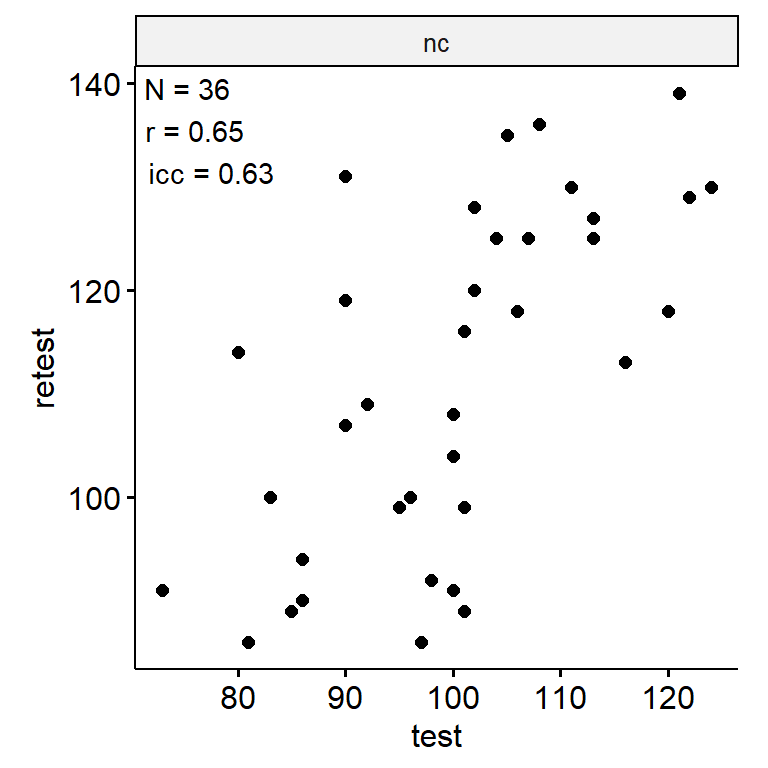 nc
N = 36
r = 0.65
icc = 0.63
140
120
100
retest
80 90 100 110 120
test